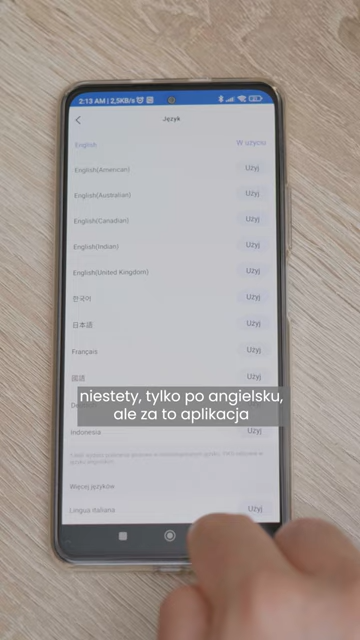 2:13 AM | 2,5KB/s
Język
English
W użyciu
English(American)
Użyj
English(Australian)
Użyj
English(Canadian)
Użyj
English(Indian)
Użyj
English(United Kingdom)
Użyj
한국어
Użyj
日本語
Użyj
Français
Użyj
國語
Użyj
niestety, tylko po angielsku,
ale za to aplikacja
Indonesia
Użyj
Więcej języków
Lingua italiana
Użyj